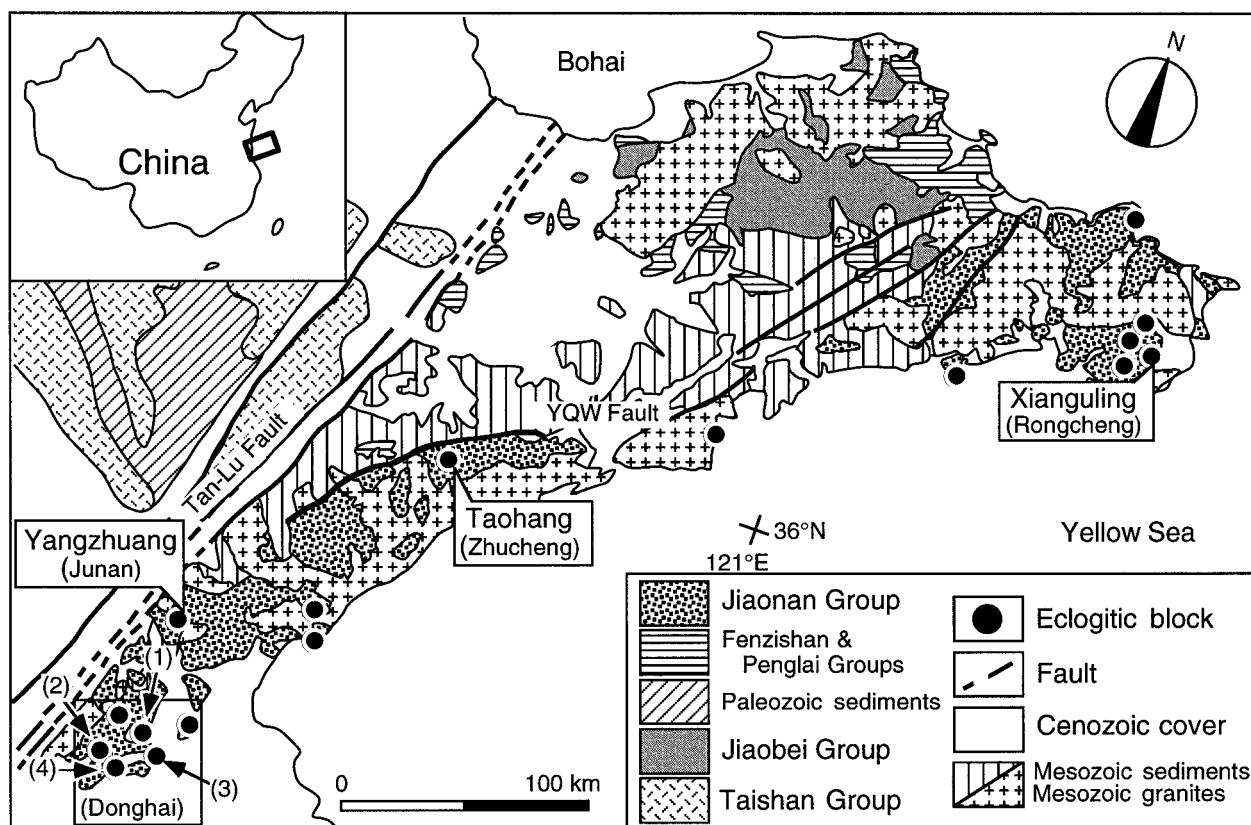 Bohai
N
China
Tan-Lu Fault
YQW Fault
Xianguling
(Rongcheng)
Taohang
(Zhucheng)
Yangzhuang
(Junan)
36°N
121°E
Yellow Sea
(1)
(2)
(3)
(4)
(Donghai)
0
100 km
Jiaonan Group
Fenzishan &
Penglai Groups
Paleozoic sediments
Jiaobei Group
Taishan Group
Eclogitic block
Fault
Cenozoic cover
Mesozoic sediments
Mesozoic granites